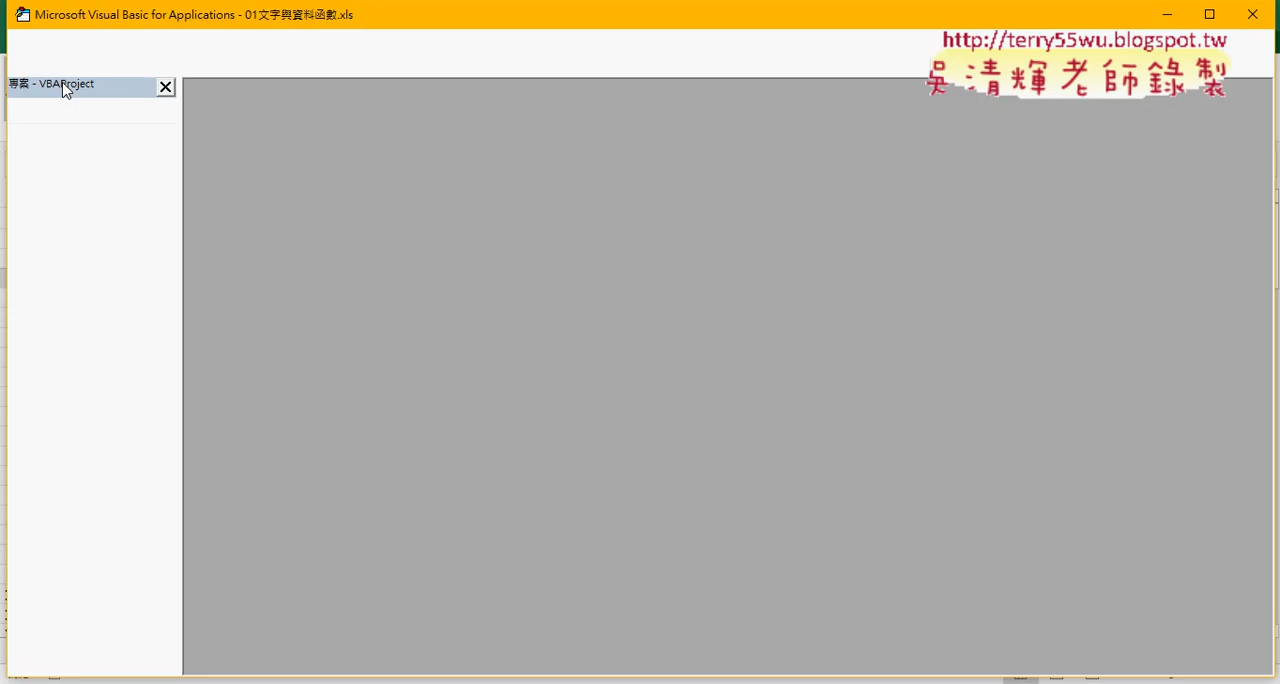 Microsoft Visual Basic for Applications - 01文字與資料函數.xls
http://terry55wu.blogspot.tw
吳清輝老師錄製
專案 - VBAProject